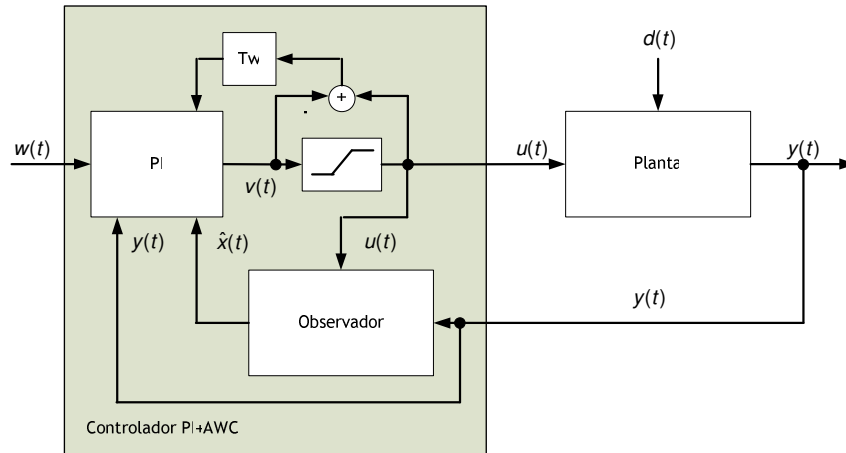 Tw
d(t)
+
w(t)
PI
v(t)
u(t)
Planta
y(t)
y(t)
x̂(t)
u(t)
y(t)
Observador
Controlador PI+AWC